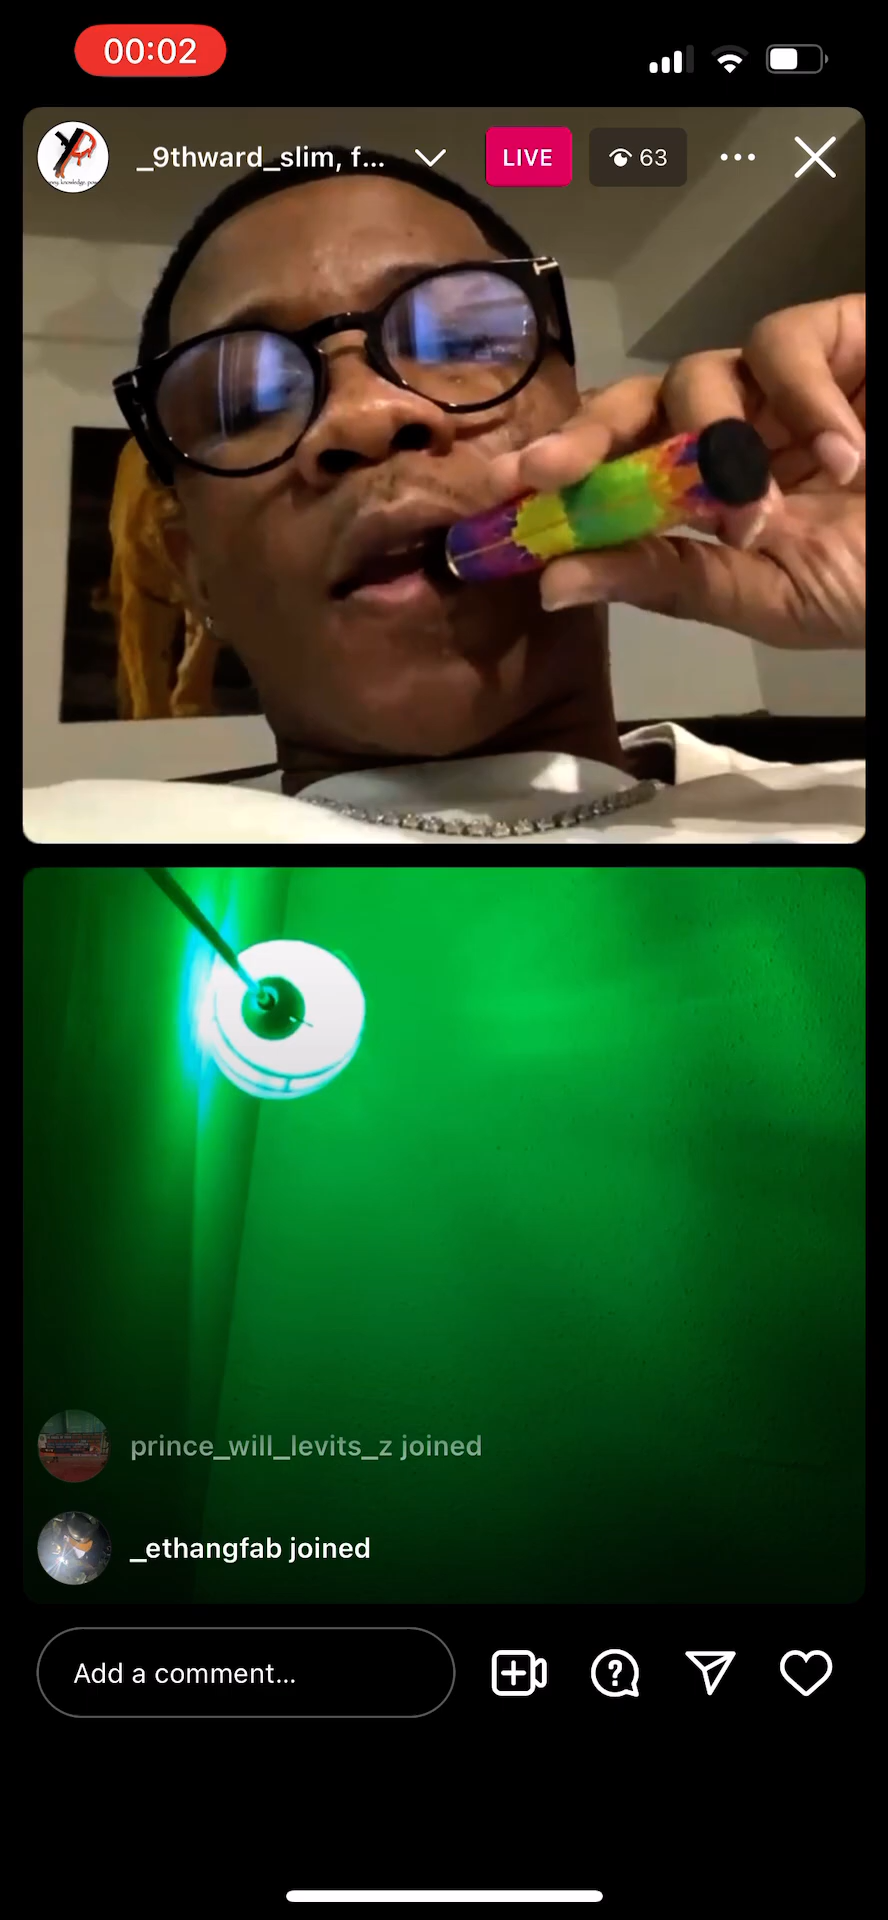 00:02
_9thward_slim, f...
LIVE
63
prince_will_levits_z joined
_ethangfab joined
Add a comment...